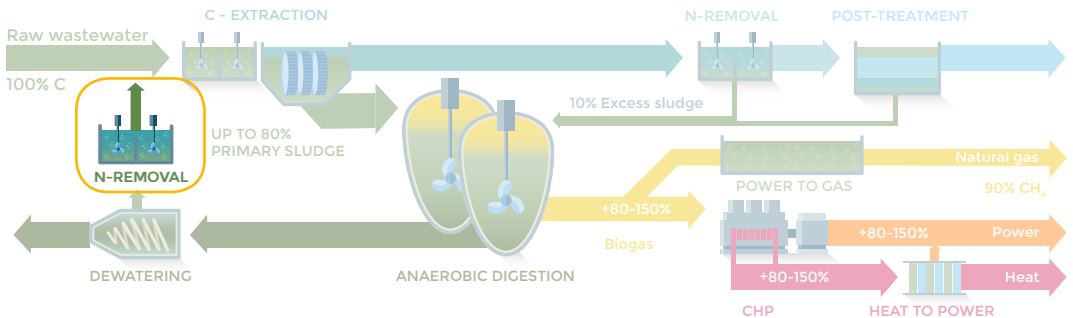 C - EXTRACTION
N-REMOVAL
POST-TREATMENT
Raw wastewater
100% C
10% Excess sludge
UP TO 80%
PRIMARY SLUDGE
N-REMOVAL
Natural gas
POWER TO GAS
90% CH₄
+80-150%
Biogas
+80-150%
Power
DEWATERING
ANAEROBIC DIGESTION
+80-150%
Heat
CHP
HEAT TO POWER